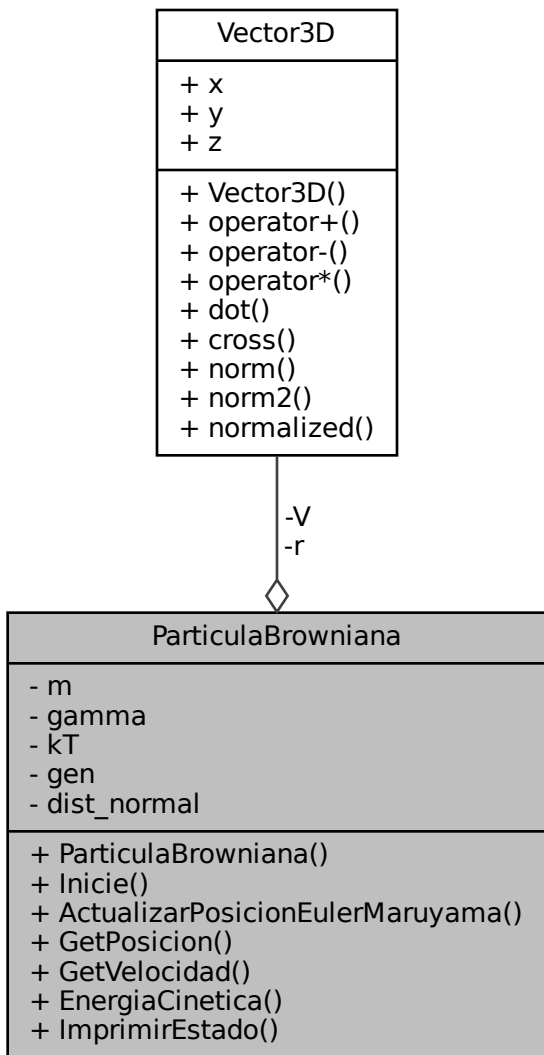 Vector3D
+ x
+ y
+ z
+ Vector3D()
+ operator+()
+ operator-()
+ operator*()
+ dot()
+ cross()
+ norm()
+ norm2()
+ normalized()
-V
-r
ParticulaBrowniana
- m
- gamma
- kT
- gen
- dist_normal
+ ParticulaBrowniana()
+ Inicie()
+ ActualizarPosicionEulerMaruyama()
+ GetPosicion()
+ GetVelocidad()
+ EnergiaCinetica()
+ ImprimirEstado()